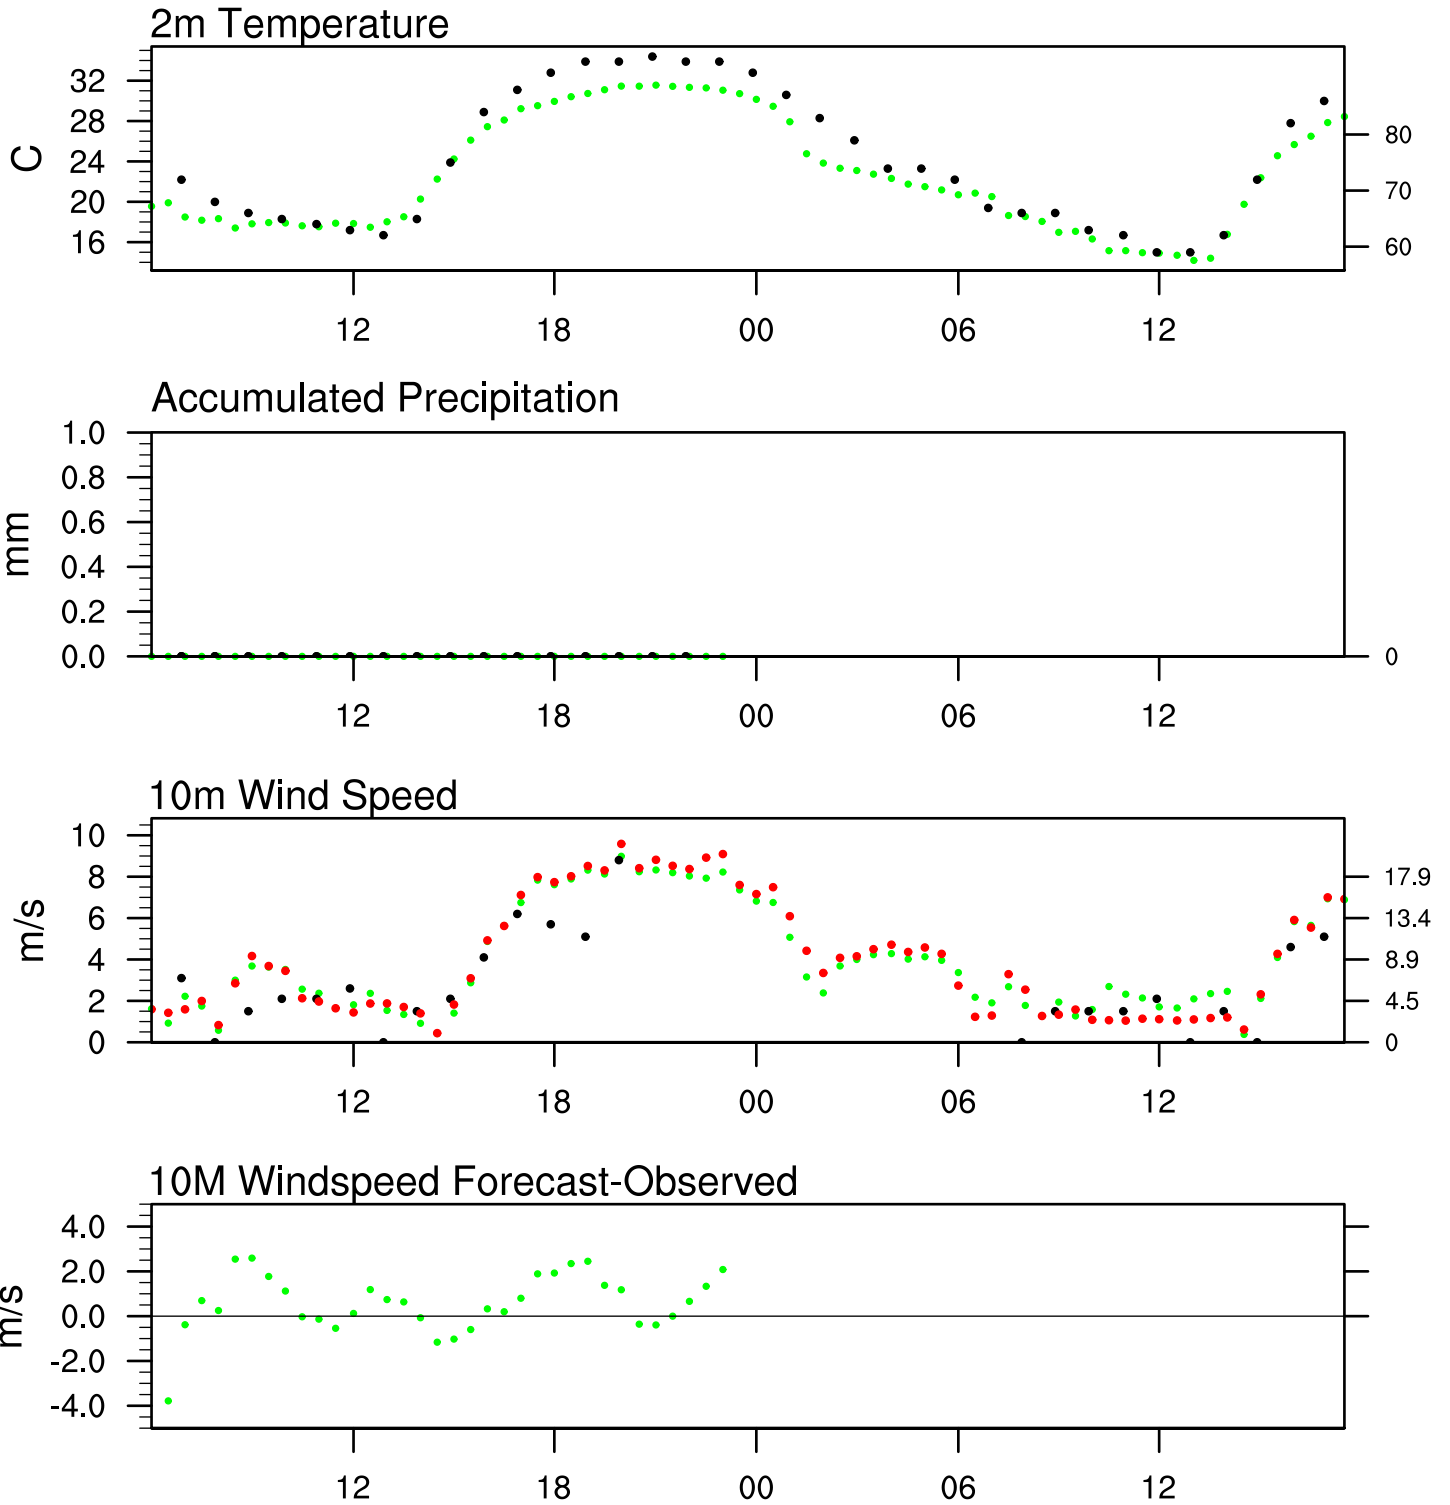 2m Temperature
32
28
24
20
16
C
80
70
60
12 18 00 06 12
Accumulated Precipitation
1.0
0.8
0.6
0.4
0.2
0.0
mm
0
12 18 00 06 12
10m Wind Speed
10
8
6
4
2
0
m/s
17.9
13.4
8.9
4.5
0
12 18 00 06 12
10M Windspeed Forecast-Observed
4.0
2.0
0.0
-2.0
-4.0
m/s
12 18 00 06 12